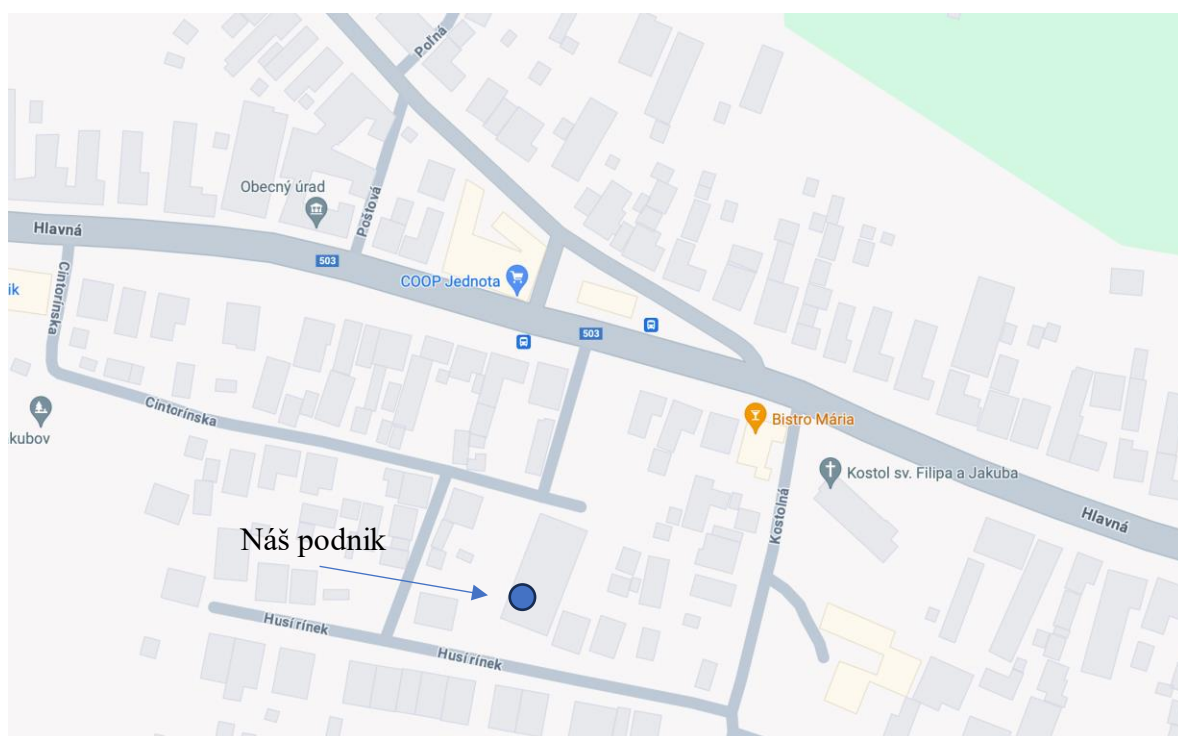 Poľná
Obecný úrad
Poštová
Hlavná
503
COOP Jednota
503
ik
Cintorínska
Cintorínska
Bistro Mária
kubov
Kostol sv. Filipa a Jakuba
Kostolná
Hlavná
Náš podnik
Husí rínek
Husí rínek